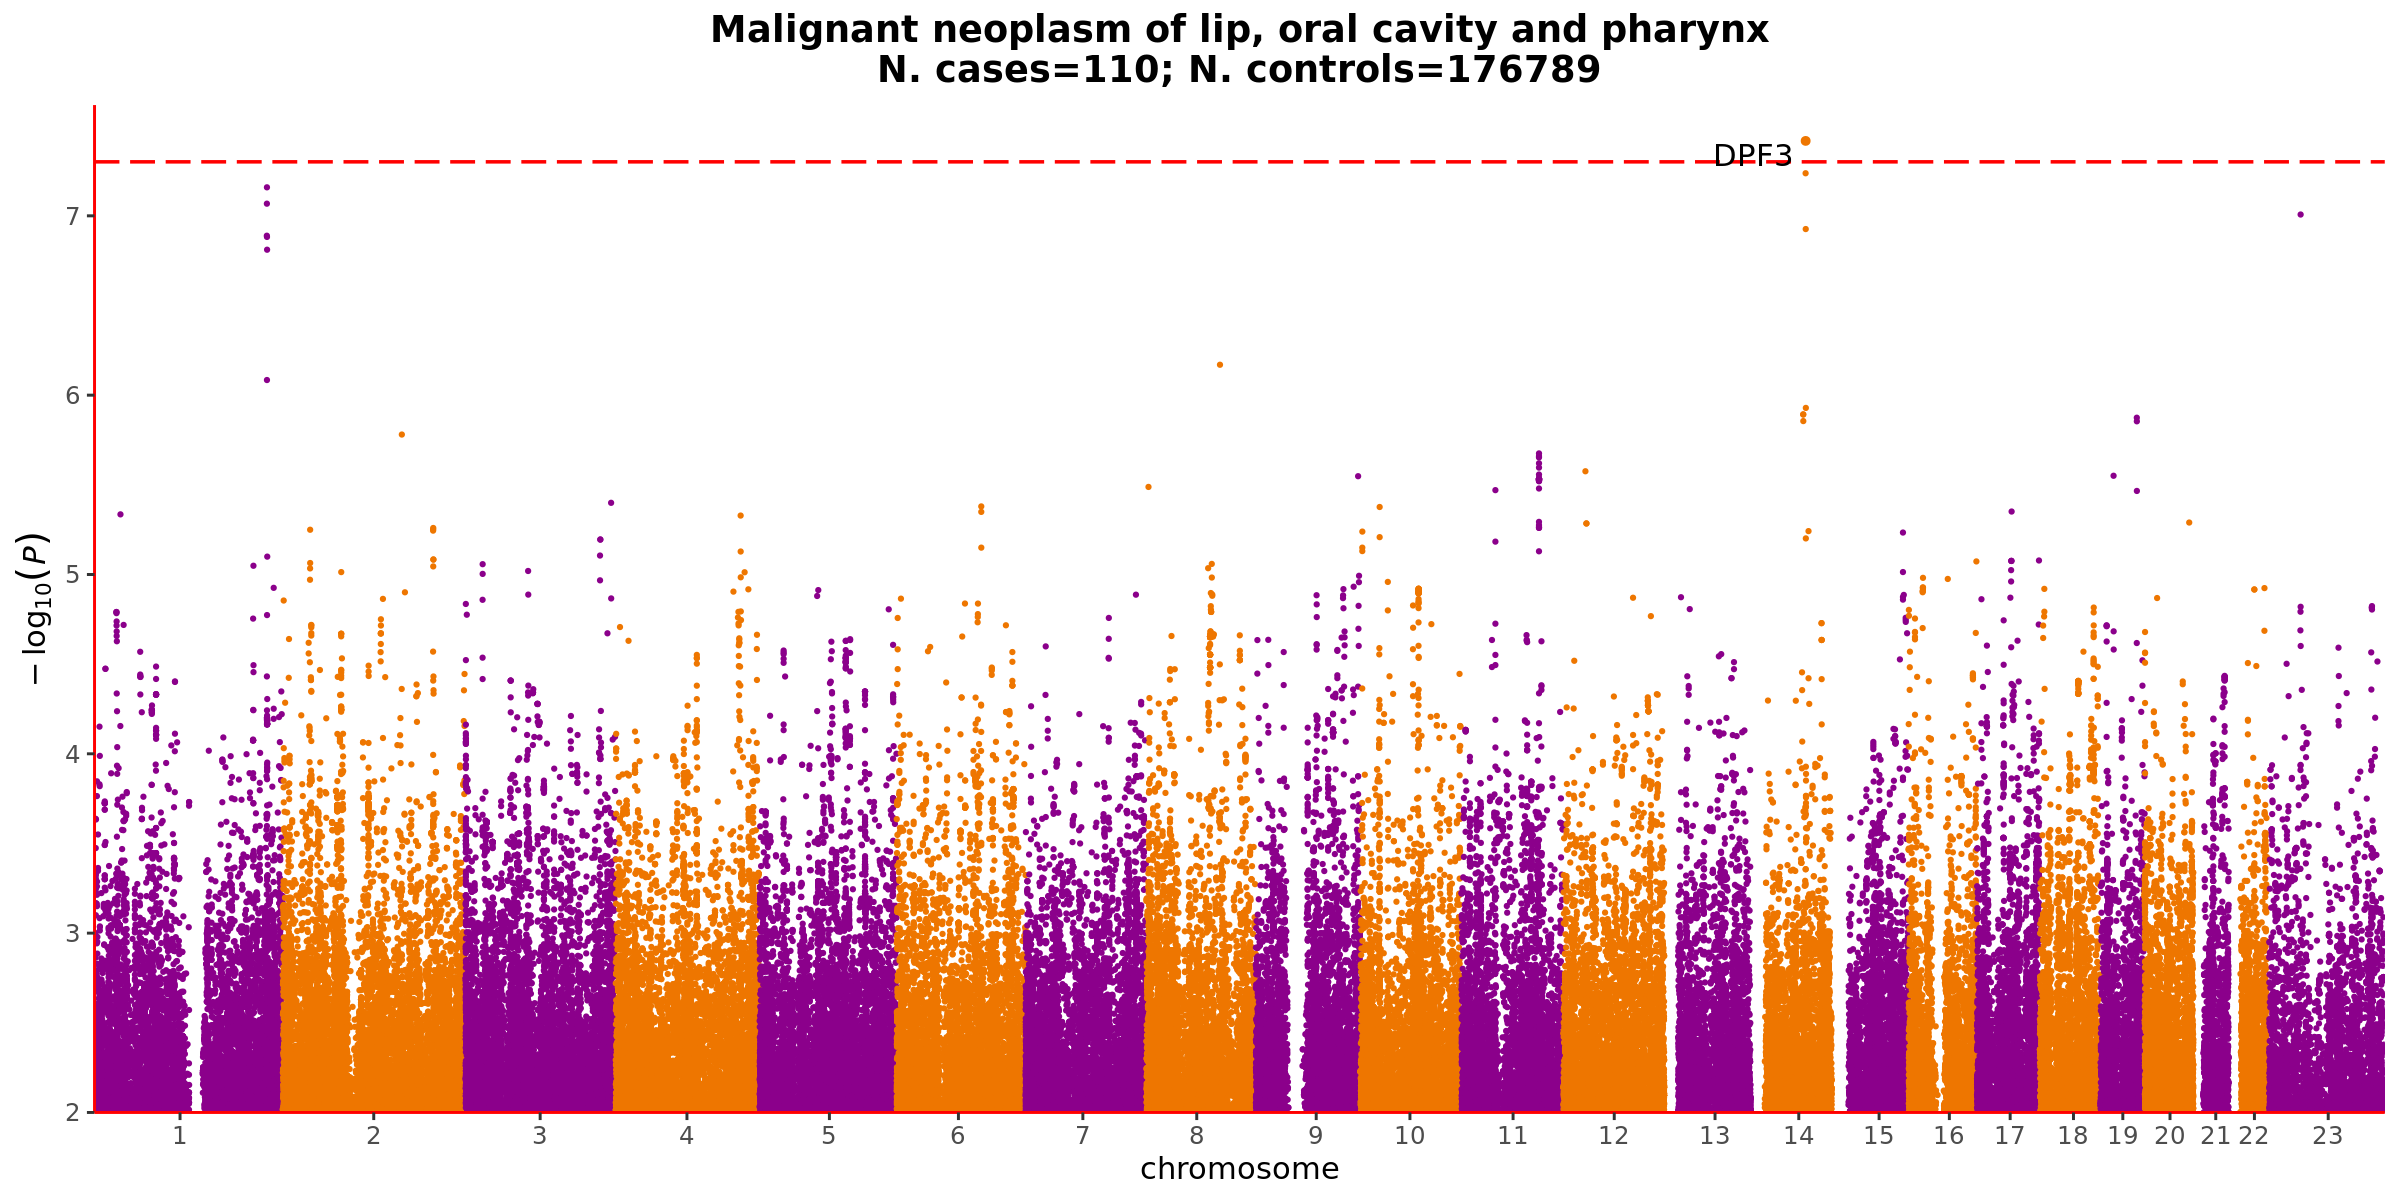 Malignant neoplasm of lip, oral cavity and pharynx
N. cases=110; N. controls=176789
DPF3
7
6
5
4
3
2
−log10(P)
1 2 3 4 5 6 7 8 9 10 11 12 13 14 15 16 17 18 19 20 21 22 23
chromosome